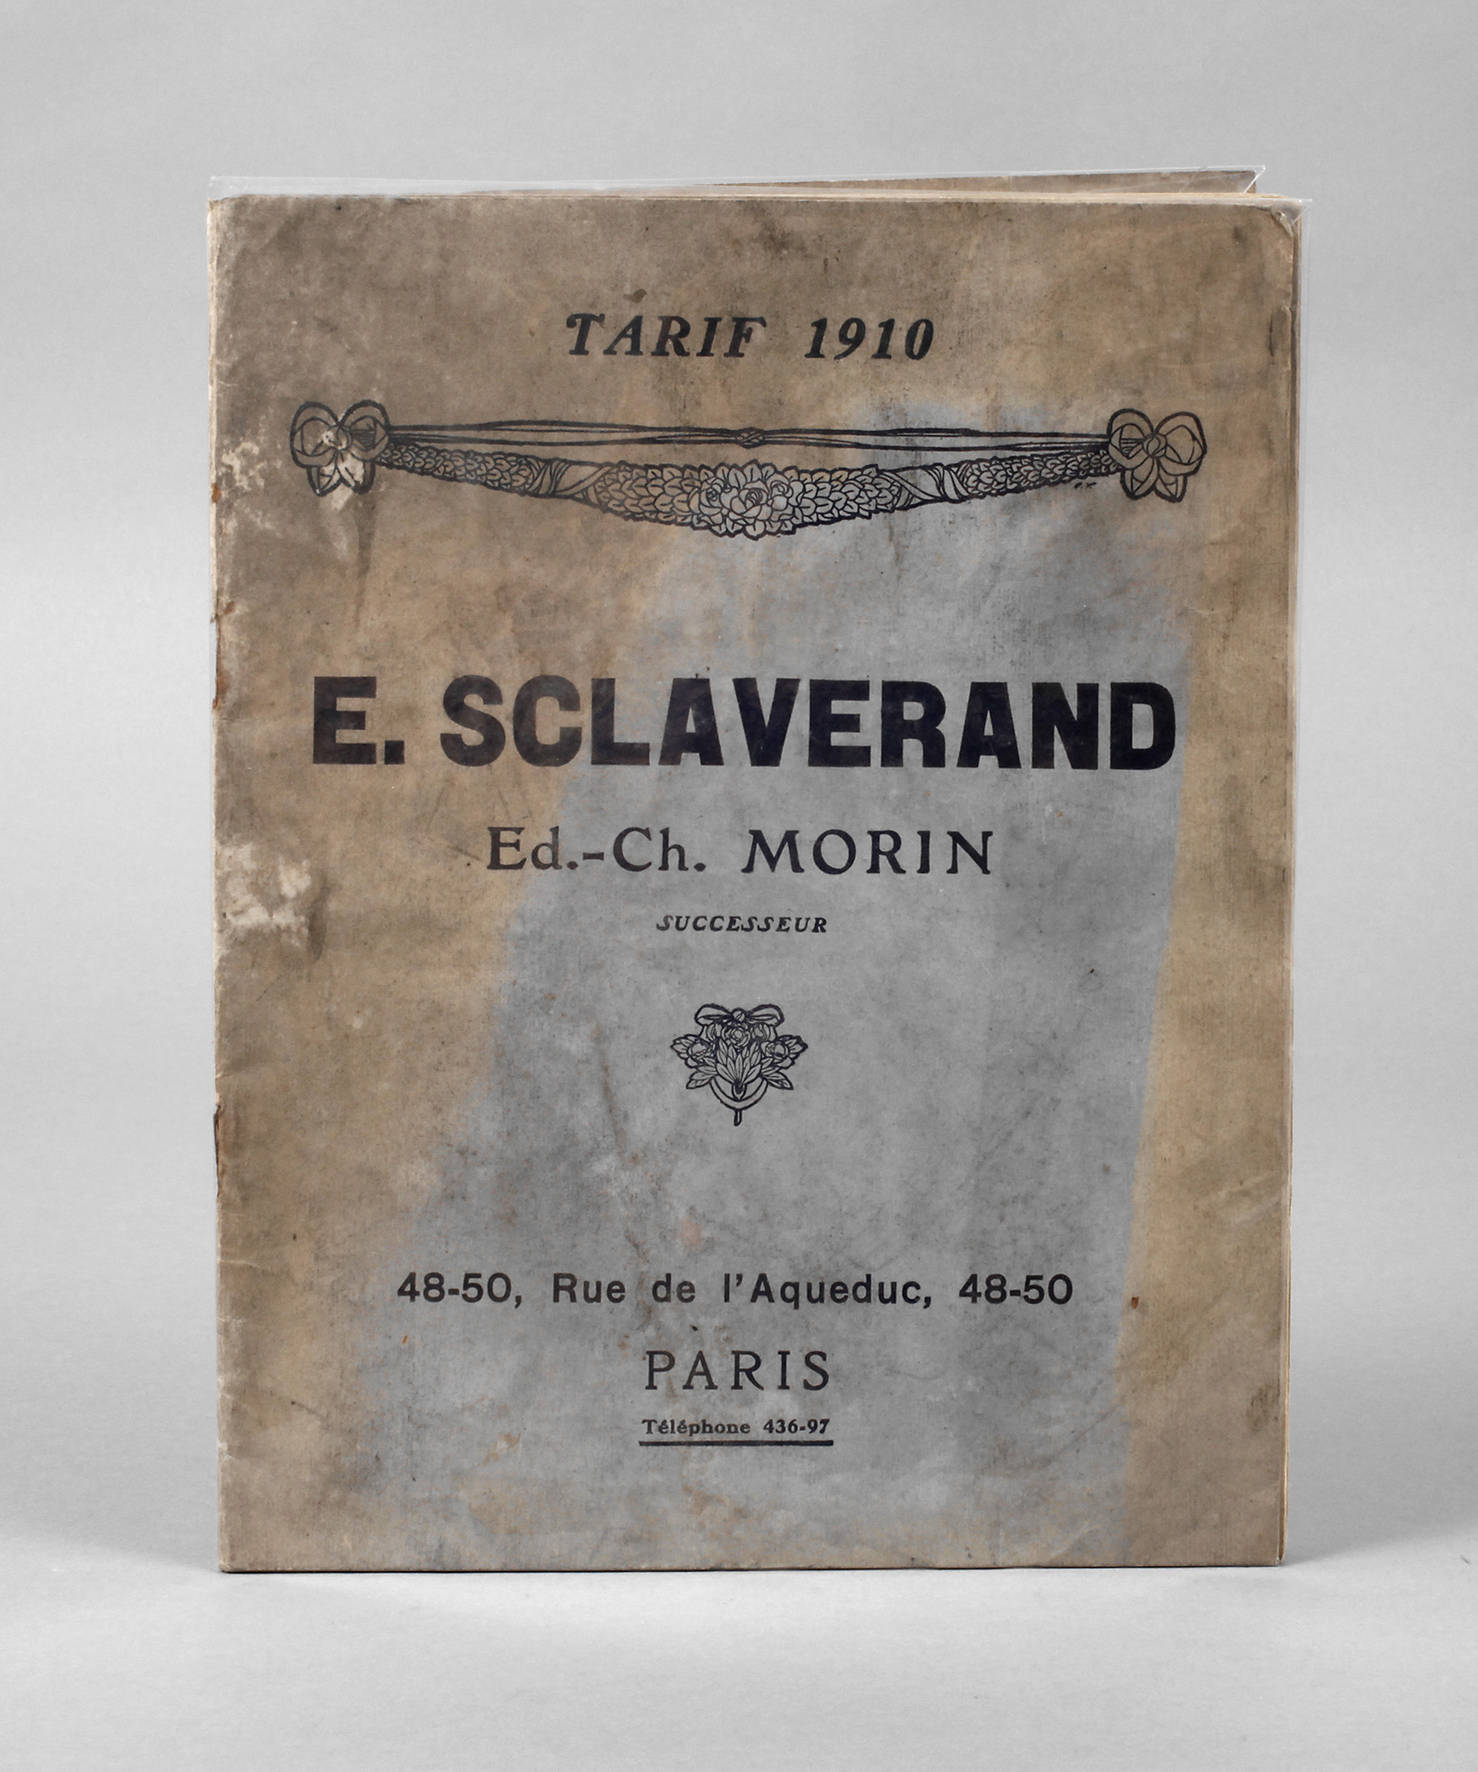 TARIF 1910
E. SCLAVERAND
Ed.-Ch. MORIN
SUCCESSEUR
48-50, Rue de l'Aqueduc, 48-50
PARIS
Téléphone 436-97